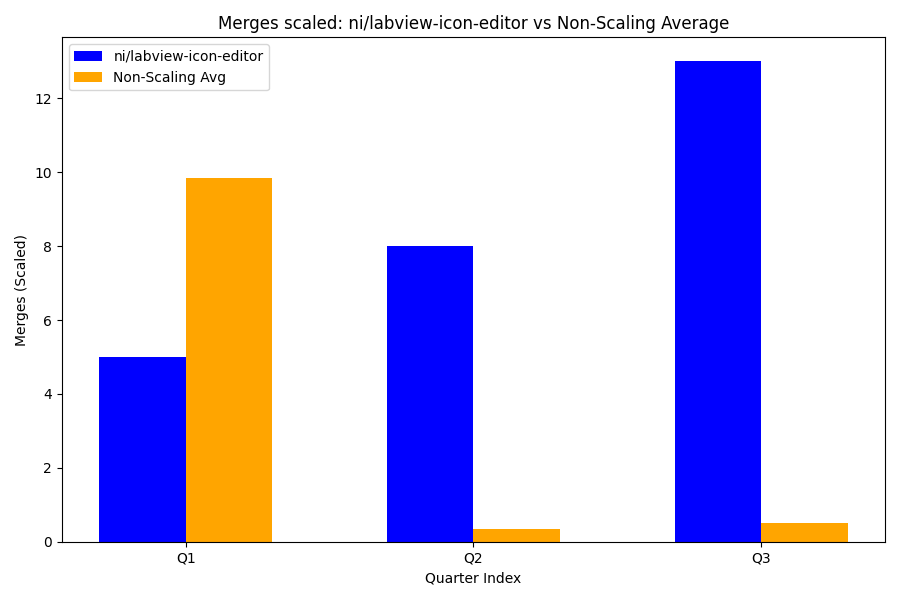 Merges scaled: ni/labview-icon-editor vs Non-Scaling Average
ni/labview-icon-editor
Non-Scaling Avg
Merges (Scaled)
12
10
8
6
4
2
0
Q1
Q2
Q3
Quarter Index